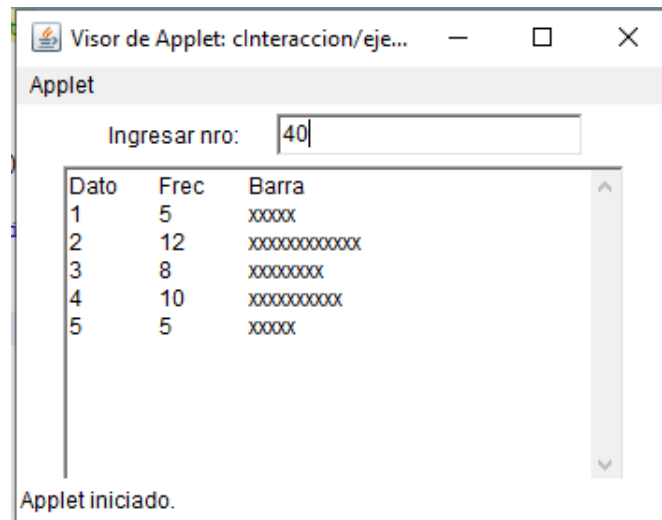 Visor de Applet: cInteraccion/eje...
Applet
Ingresar nro: 40
Dato Frec Barra
1 5 xxxxx
2 12 xxxxxxxxxxxx
3 8 xxxxxxxx
4 10 xxxxxxxxxx
5 5 xxxxx
Applet iniciado.